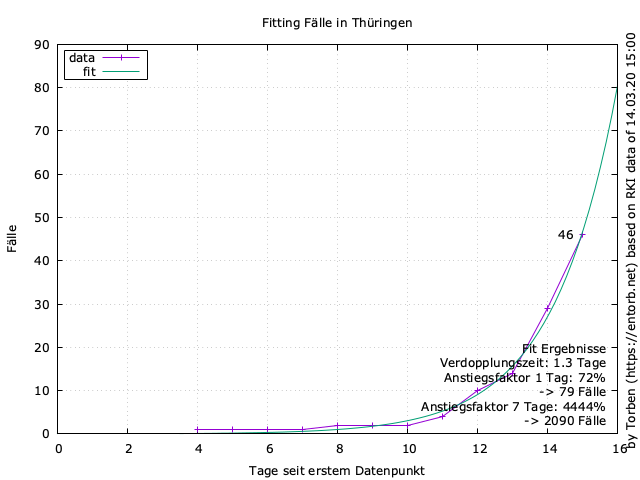 Fitting Fälle in Thüringen
90
80
70
60
50
40
30
20
10
0
data
fit
46
Fit Ergebnisse
Verdopplungszeit: 1.3 Tage
Anstiegsfaktor 1 Tag: 72%
-> 79 Fälle
Anstiegsfaktor 7 Tage: 4444%
-> 2090 Fälle
0 2 4 6 8 10 12 14 16
Tage seit erstem Datenpunkt
Fälle
by Torben (https://entorb.net) based on RKI data of 14.03.20 15:00